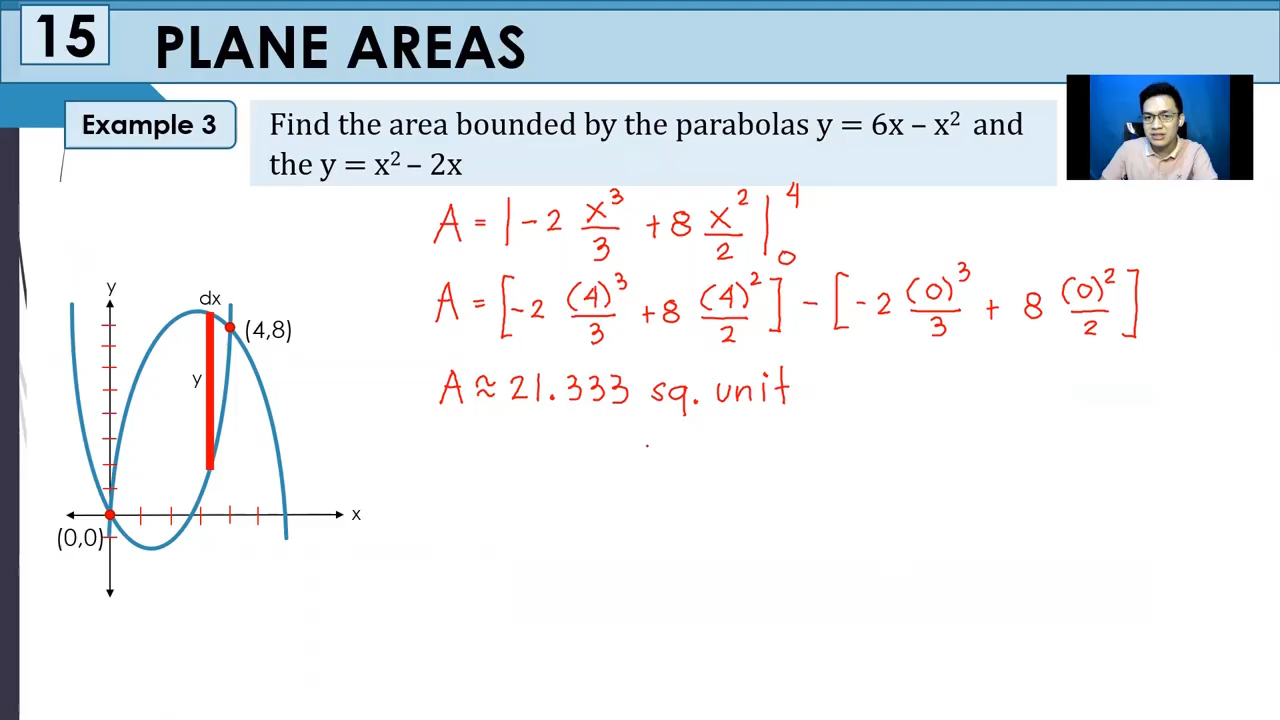 15 PLANE AREAS
Example 3
Find the area bounded by the parabolas y = 6x – x² and
the y = x² – 2x
A = | -2 x³/3 + 8 x²/2 |₀⁴
A = [-2 (4)³/3 + 8 (4)²/2] - [-2 (0)³/3 + 8 (0)²/2]
A ≈ 21.333 sq. unit
y
dx
(4,8)
y
x
(0,0)